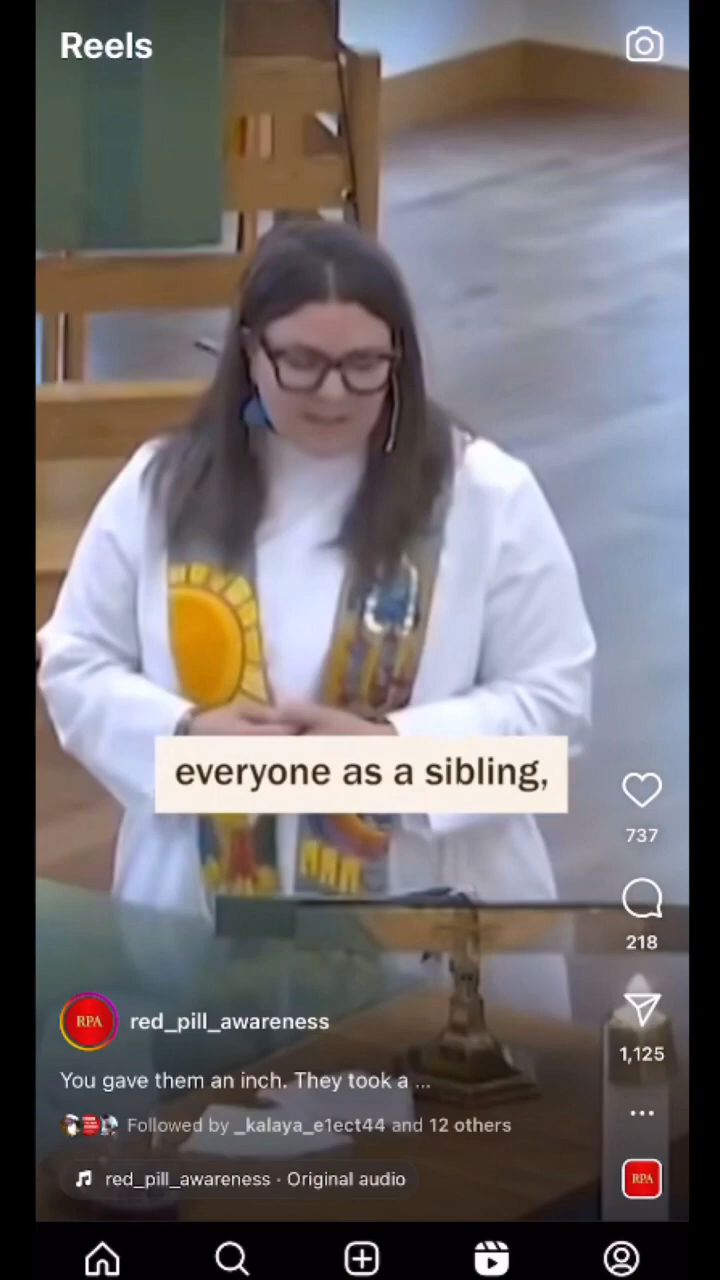 Reels
everyone as a sibling,
737
218
1,125
RPA
red_pill_awareness
You gave them an inch. They took a ...
Followed by _kalaya_e1ect44 and 12 others
red_pill_awareness · Original audio
RPA